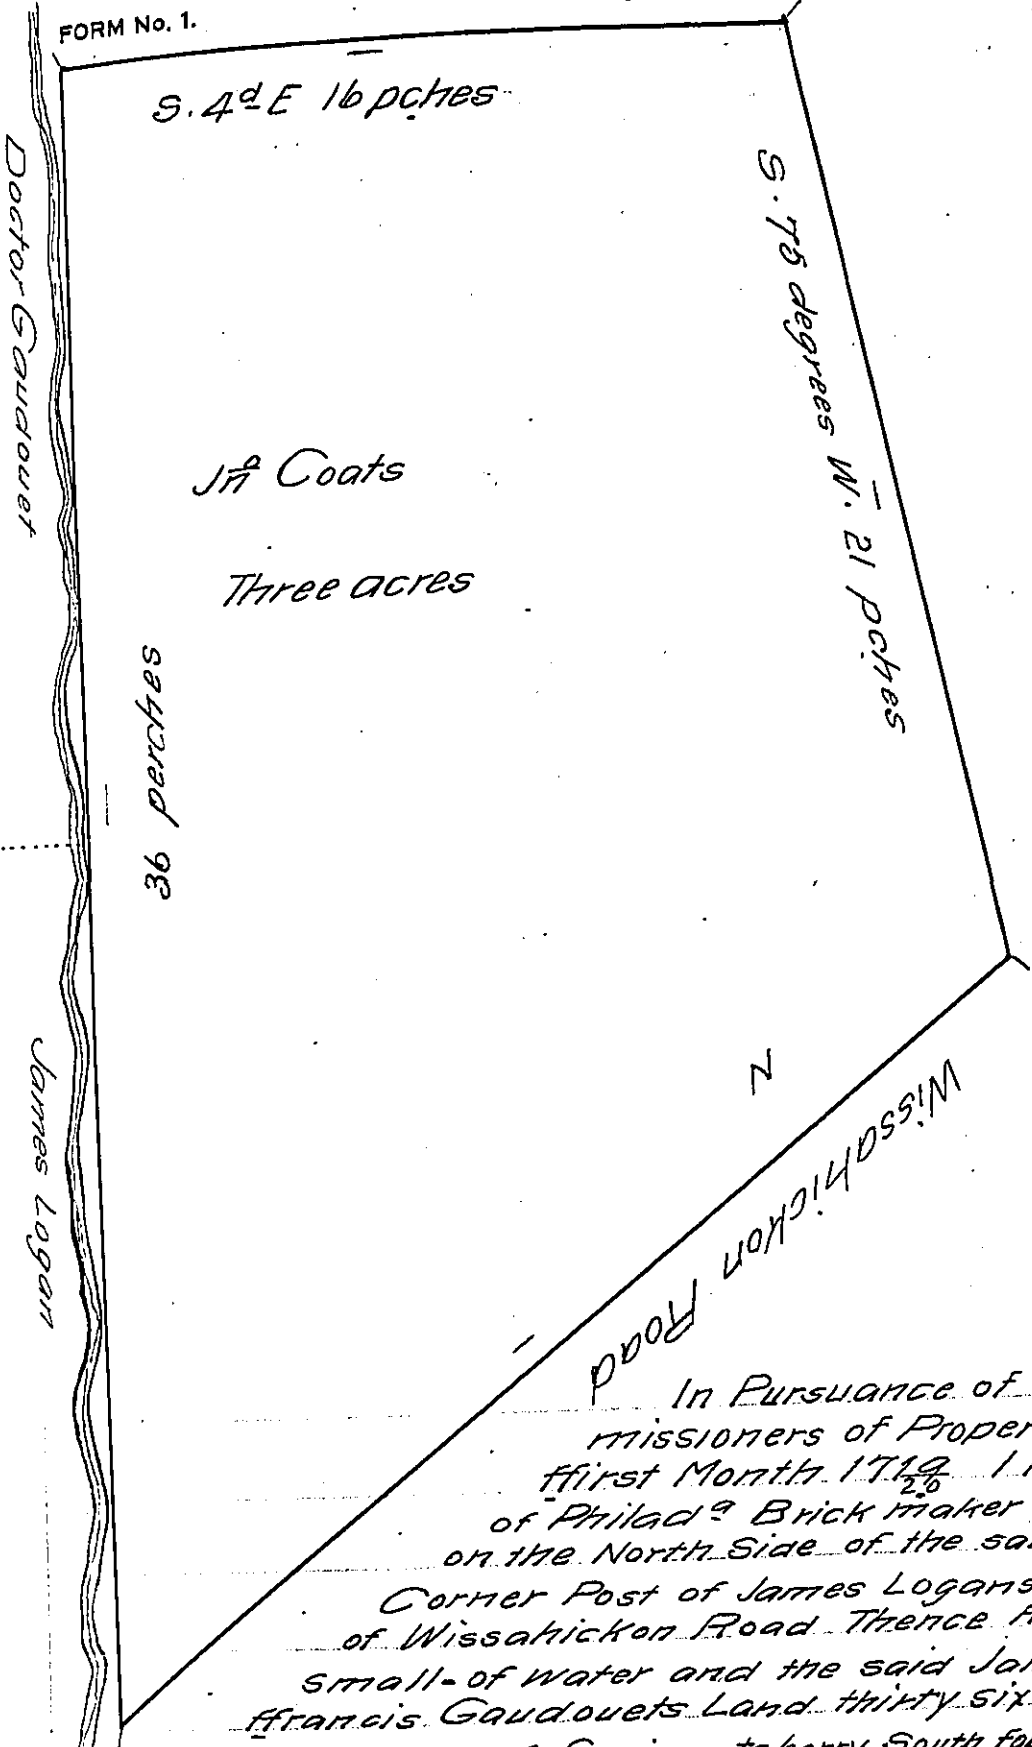 FORM No. 1.
S. 4d E 16 pches
S. 75 degrees W. 21 pches
Doctor Gaudouet
Jno Coats
Three acres
36 perches
James Logan
N
Wissahickon Road
In Pursuance of
missioners of Proper
ffirst Month 1719/20 I
of Philada Brick maker
on the North Side of the sa
Corner Post of James Logans
of Wissahickon Road Thence
Small-of Water and the said Ja
ffrancis Gaudouets Land thirty six
South